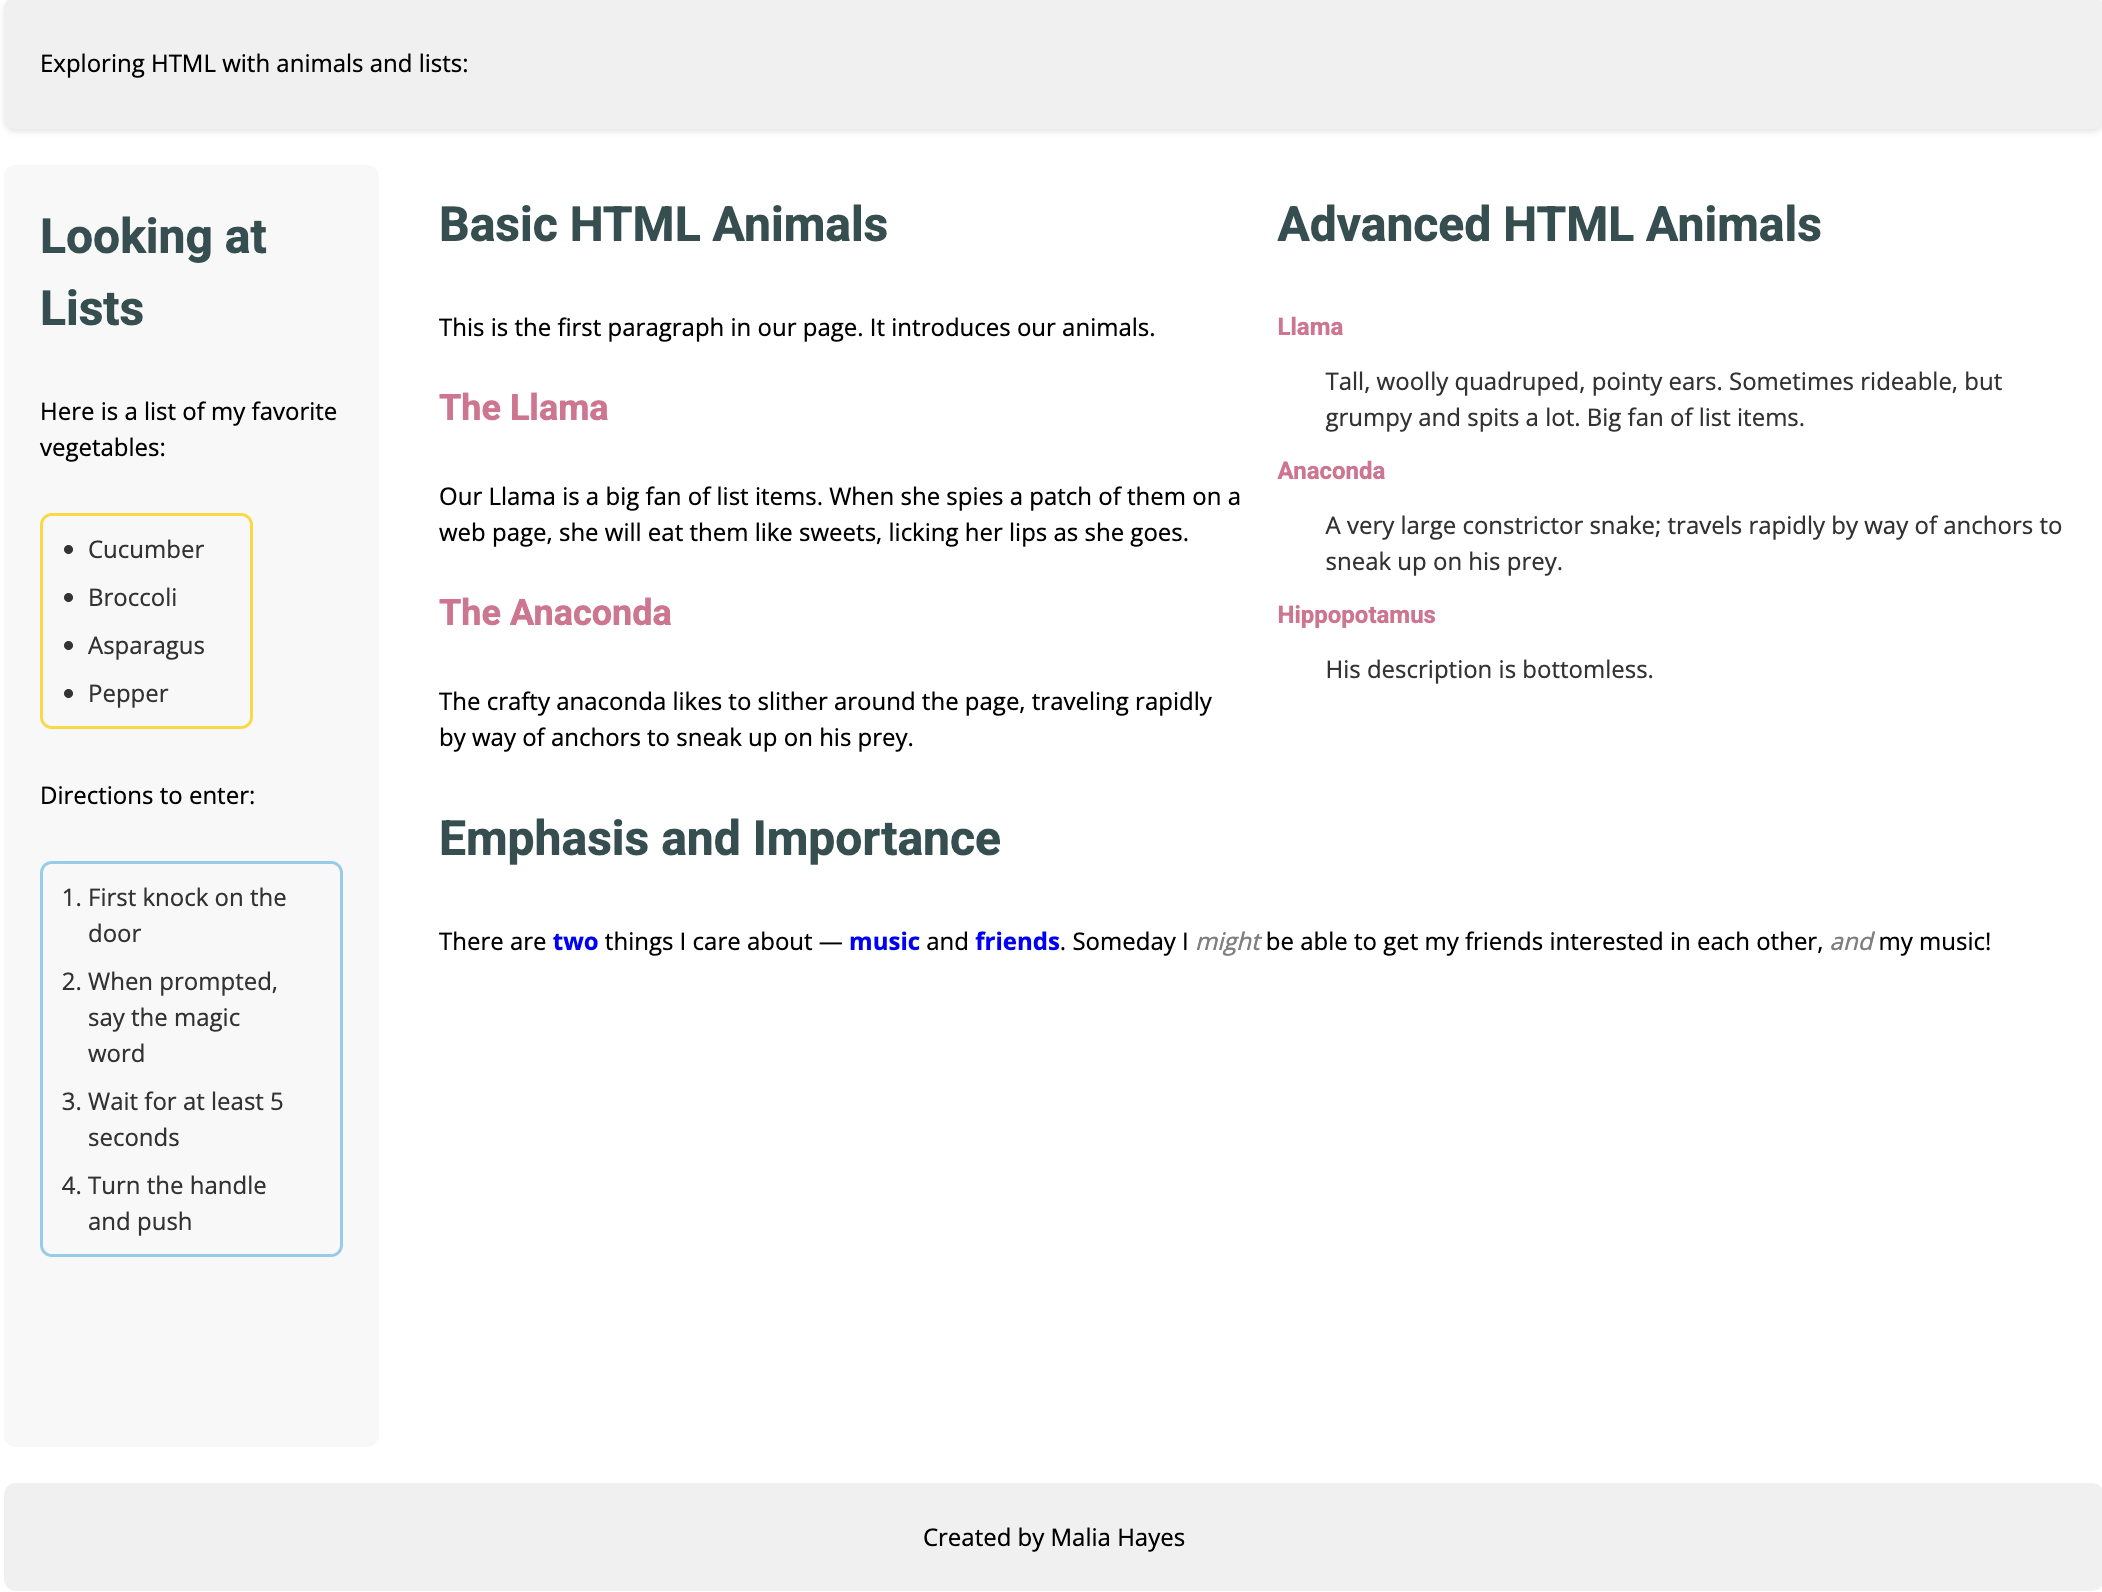 Exploring HTML with animals and lists:
Looking at
Lists
Here is a list of my favorite
vegetables:
• Cucumber
• Broccoli
• Asparagus
• Pepper
Directions to enter:
1. First knock on the
door
2. When prompted,
say the magic
word
3. Wait for at least 5
seconds
4. Turn the handle
and push
Basic HTML Animals
This is the first paragraph in our page. It introduces our animals.
The Llama
Our Llama is a big fan of list items. When she spies a patch of them on a
web page, she will eat them like sweets, licking her lips as she goes.
The Anaconda
The crafty anaconda likes to slither around the page, traveling rapidly
by way of anchors to sneak up on his prey.
Advanced HTML Animals
Llama
Tall, woolly quadruped, pointy ears. Sometimes rideable, but
grumpy and spits a lot. Big fan of list items.
Anaconda
A very large constrictor snake; travels rapidly by way of anchors to
sneak up on his prey.
Hippopotamus
His description is bottomless.
Emphasis and Importance
There are two things I care about — music and friends. Someday I might be able to get my friends interested in each other, and my music!
Created by Malia Hayes